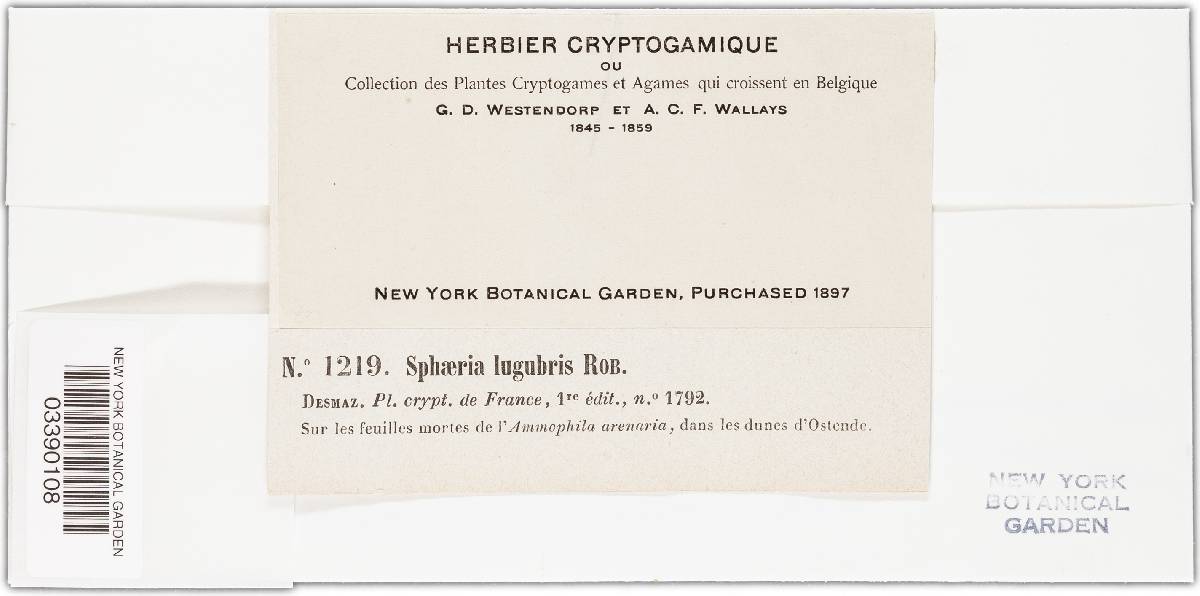 HERBIER CRYPTOGAMIQUE
OU
Collection des Plantes Cryptogames et Agames qui croissent en Belgique
G. D. WESTENDORP ET A. C. F. WALLAYS
1845 - 1859
NEW YORK BOTANICAL GARDEN, PURCHASED 1897
N.º 1219. Sphæria lugubris ROB.
DESMAZ. Pl. crypt. de France, 1re édit., n.º 1792.
Sur les feuilles mortes de l'Ammophila arenaria, dans les dunes d'Ostende.
NEW YORK BOTANICAL GARDEN
03390108
NEW YORK
BOTANICAL
GARDEN